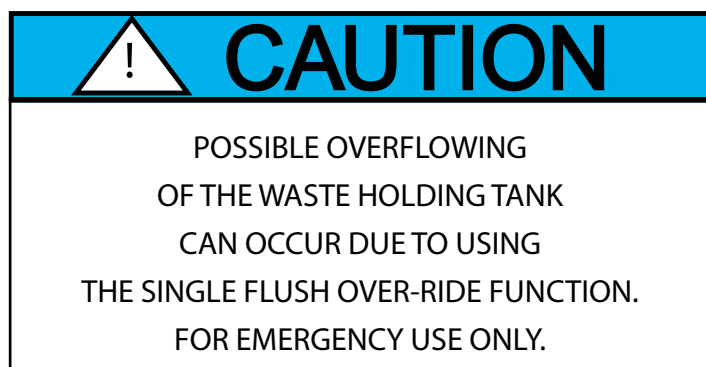 ! CAUTION
POSSIBLE OVERFLOWING
OF THE WASTE HOLDING TANK
CAN OCCUR DUE TO USING
THE SINGLE FLUSH OVER-RIDE FUNCTION.
FOR EMERGENCY USE ONLY.